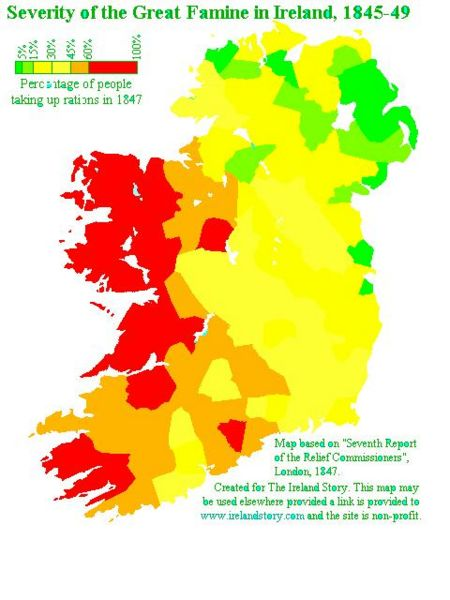 Severity of the Great Famine in Ireland, 1845-49
5% 15% 30% 45% 60% 100%
Percentage of people
taking up rations in 1847
Map based on "Seventh Report
of the Relief Commissioners",
London, 1847.
Created for The Ireland Story. This map may
be used elsewhere provided a link is provided to
www.irelandstory.com and the site is non-profit.